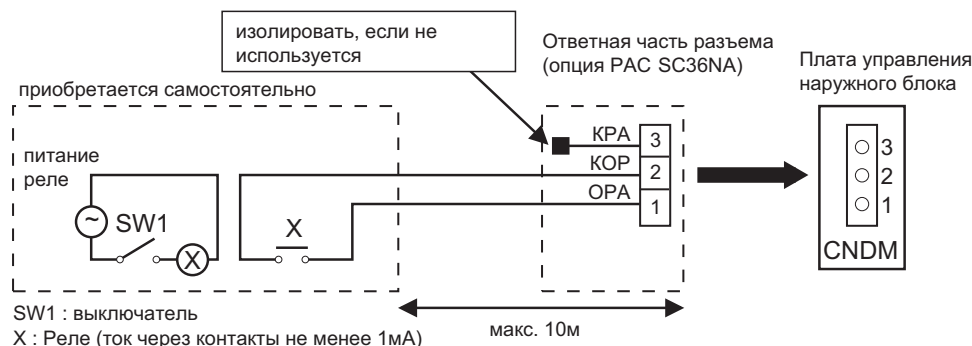 изолировать, если не
используется
Ответная часть разъема
(опция PAC SC36NA)
Плата управления
наружного блока
приобретается самостоятельно
питание
реле
~
SW1
X
X
КРА
КОР
ОРА
3
2
1
3
2
1
CNDM
макс. 10м
SW1 : выключатель
X : Реле (ток через контакты не менее 1мА)